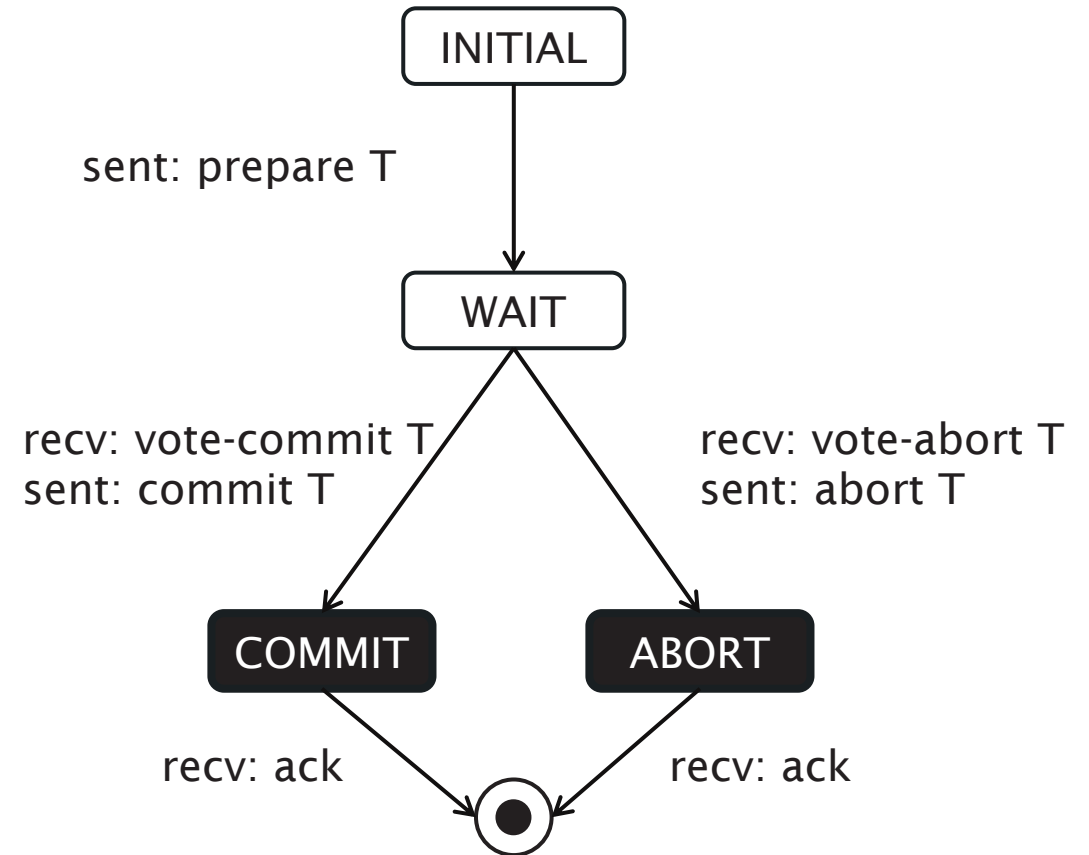 INITIAL
sent: prepare T
WAIT
recv: vote-commit T
sent: commit T
recv: vote-abort T
sent: abort T
COMMIT
ABORT
recv: ack
recv: ack